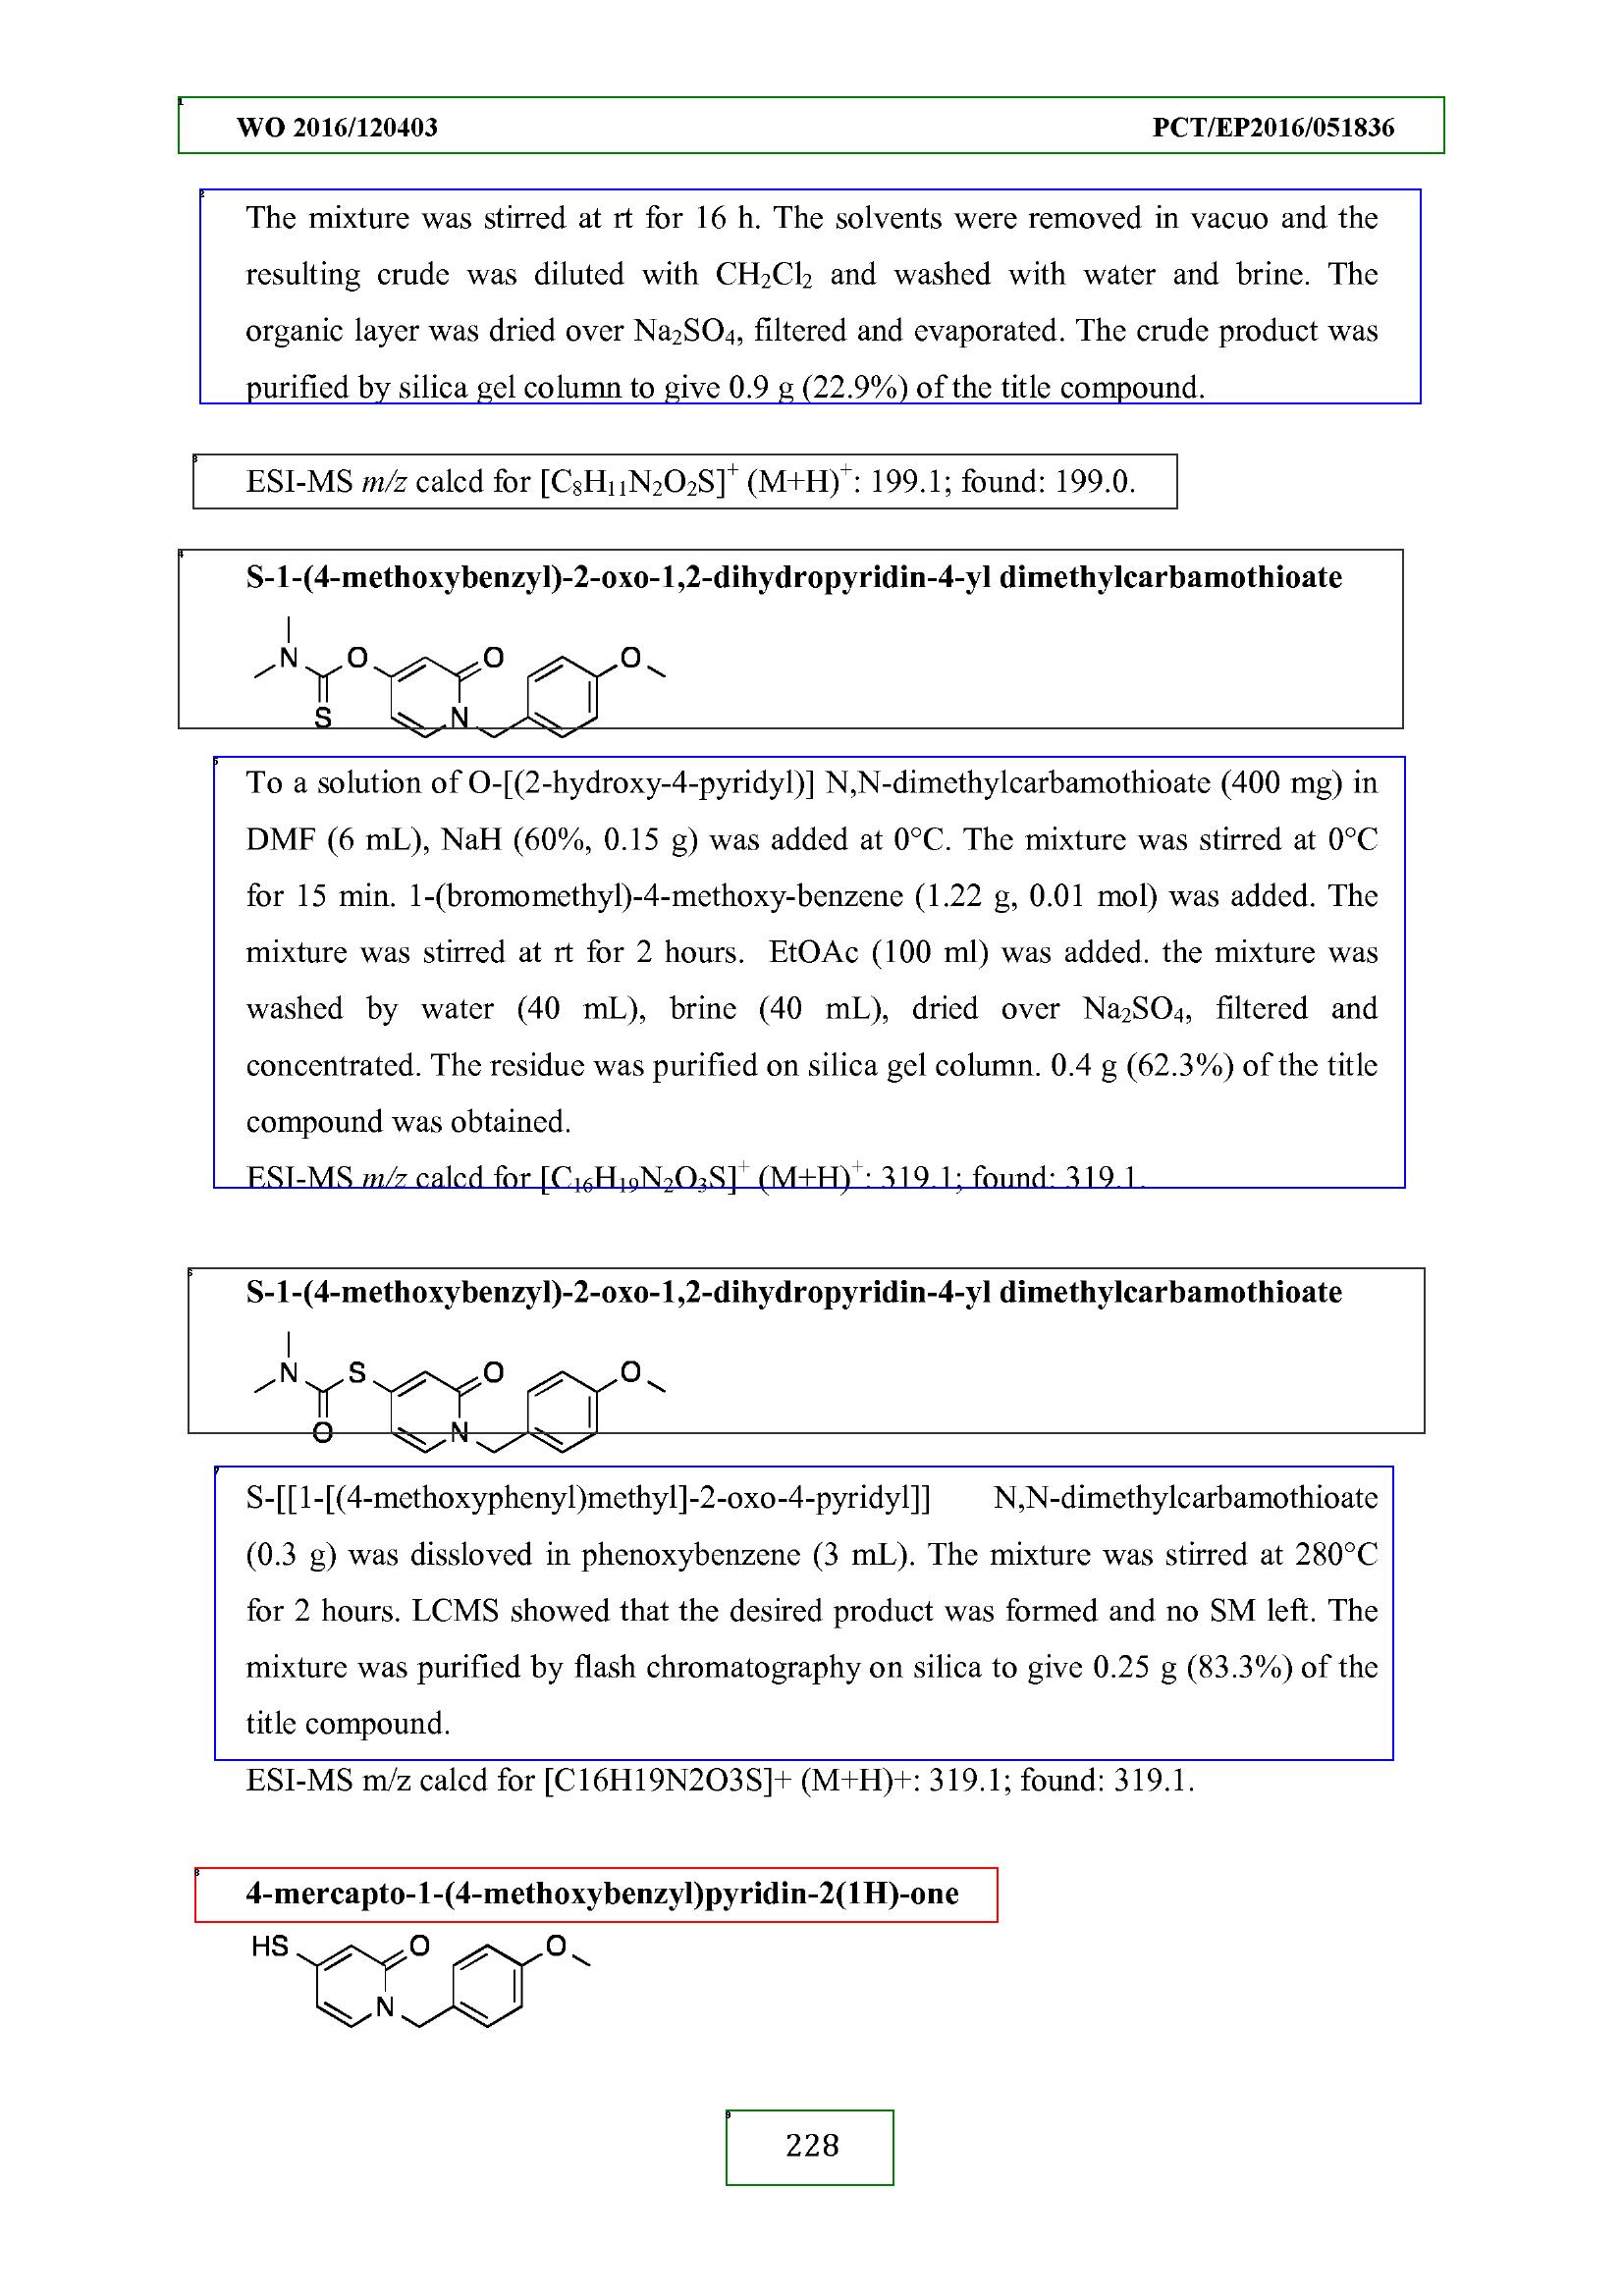 WO 2016/120403 PCT/EP2016/051836
The mixture was stirred at rt for 16 h. The solvents were removed in vacuo and the
resulting crude was diluted with CH₂Cl₂ and washed with water and brine. The
organic layer was dried over Na₂SO₄, filtered and evaporated. The crude product was
purified by silica gel column to give 0.9 g (22.9%) of the title compound.
ESI-MS m/z calcd for [C₈H₁₁N₂O₂S]⁺ (M+H)⁺: 199.1; found: 199.0.
S-1-(4-methoxybenzyl)-2-oxo-1,2-dihydropyridin-4-yl dimethylcarbamothioate
N O O O
S N
To a solution of O-[(2-hydroxy-4-pyridyl)] N,N-dimethylcarbamothioate (400 mg) in
DMF (6 mL), NaH (60%, 0.15 g) was added at 0°C. The mixture was stirred at 0°C
for 15 min. 1-(bromomethyl)-4-methoxy-benzene (1.22 g, 0.01 mol) was added. The
mixture was stirred at rt for 2 hours. EtOAc (100 ml) was added. the mixture was
washed by water (40 mL), brine (40 mL), dried over Na₂SO₄, filtered and
concentrated. The residue was purified on silica gel column. 0.4 g (62.3%) of the title
compound was obtained.
ESI-MS m/z calcd for [C₁₆H₁₉N₂O₃S]⁺ (M+H)⁺: 319.1; found: 319.1.
S-1-(4-methoxybenzyl)-2-oxo-1,2-dihydropyridin-4-yl dimethylcarbamothioate
N S O O
O N
S-[[1-[(4-methoxyphenyl)methyl]-2-oxo-4-pyridyl]] N,N-dimethylcarbamothioate
(0.3 g) was dissloved in phenoxybenzene (3 mL). The mixture was stirred at 280°C
for 2 hours. LCMS showed that the desired product was formed and no SM left. The
mixture was purified by flash chromatography on silica to give 0.25 g (83.3%) of the
title compound.
ESI-MS m/z calcd for [C16H19N2O3S]+ (M+H)+: 319.1; found: 319.1.
4-mercapto-1-(4-methoxybenzyl)pyridin-2(1H)-one
HS O O
N
228